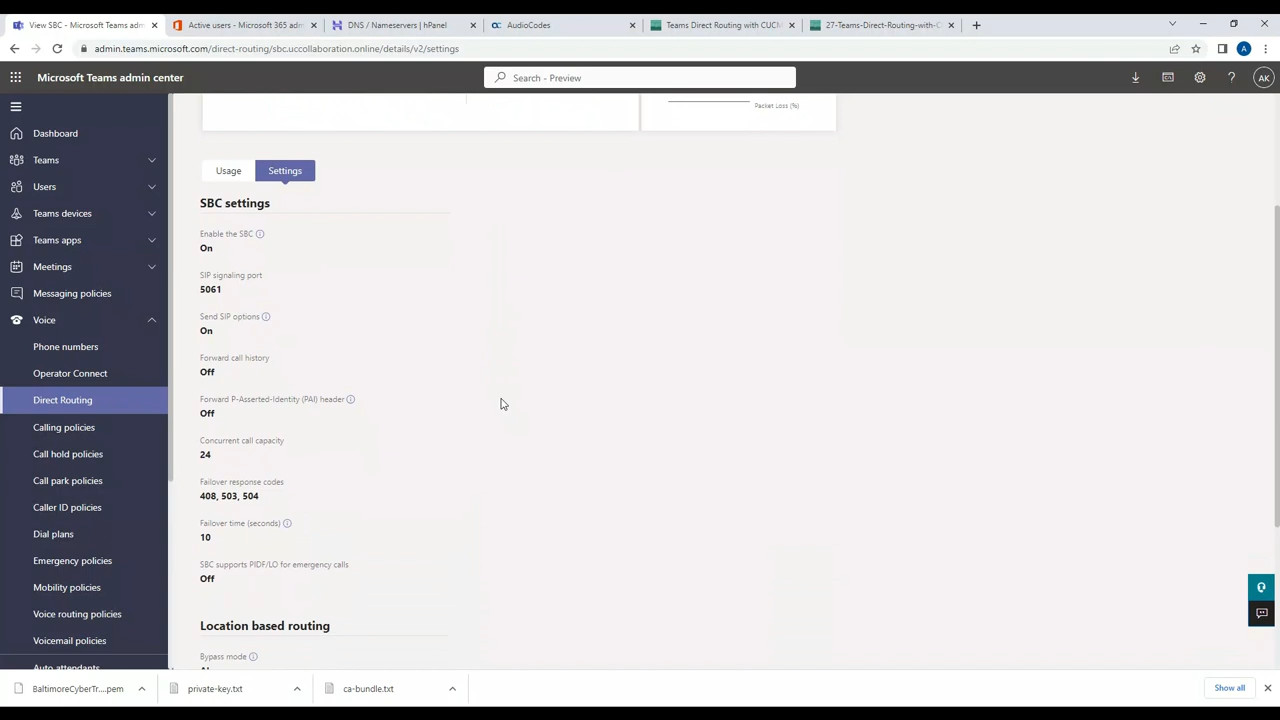 View SBC - Microsoft Teams admin
Active users - Microsoft 365 adm
DNS / Nameservers | hPanel
AudioCodes
Teams Direct Routing with CUCM
27-Teams-Direct-Routing-with-C
admin.teams.microsoft.com/direct-routing/sbc.uccollaboration.online/details/v2/settings
A
Microsoft Teams admin center
Search - Preview
AK
Packet Loss (%)
Dashboard
Teams
Users
Teams devices
Teams apps
Meetings
Messaging policies
Voice
Phone numbers
Operator Connect
Direct Routing
Calling policies
Call hold policies
Call park policies
Caller ID policies
Dial plans
Emergency policies
Mobility policies
Voice routing policies
Voicemail policies
Auto attendants
Usage
Settings
SBC settings
Enable the SBC
On
SIP signaling port
5061
Send SIP options
On
Forward call history
Off
Forward P-Asserted-Identity (PAI) header
Off
Concurrent call capacity
24
Failover response codes
408, 503, 504
Failover time (seconds)
10
SBC supports PIDF/LO for emergency calls
Off
Location based routing
Bypass mode
BaltimoreCyberTr....pem
private-key.txt
ca-bundle.txt
Show all